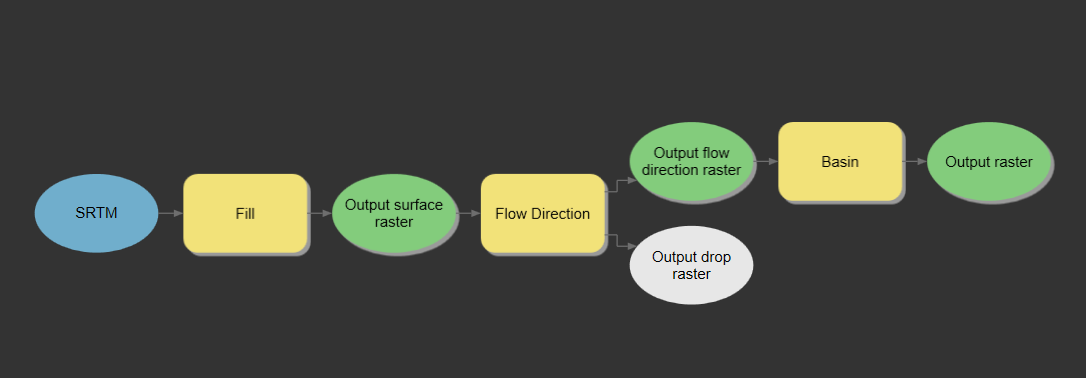 SRTM
Fill
Output surface
raster
Flow Direction
Output flow
direction raster
Output drop
raster
Basin
Output raster